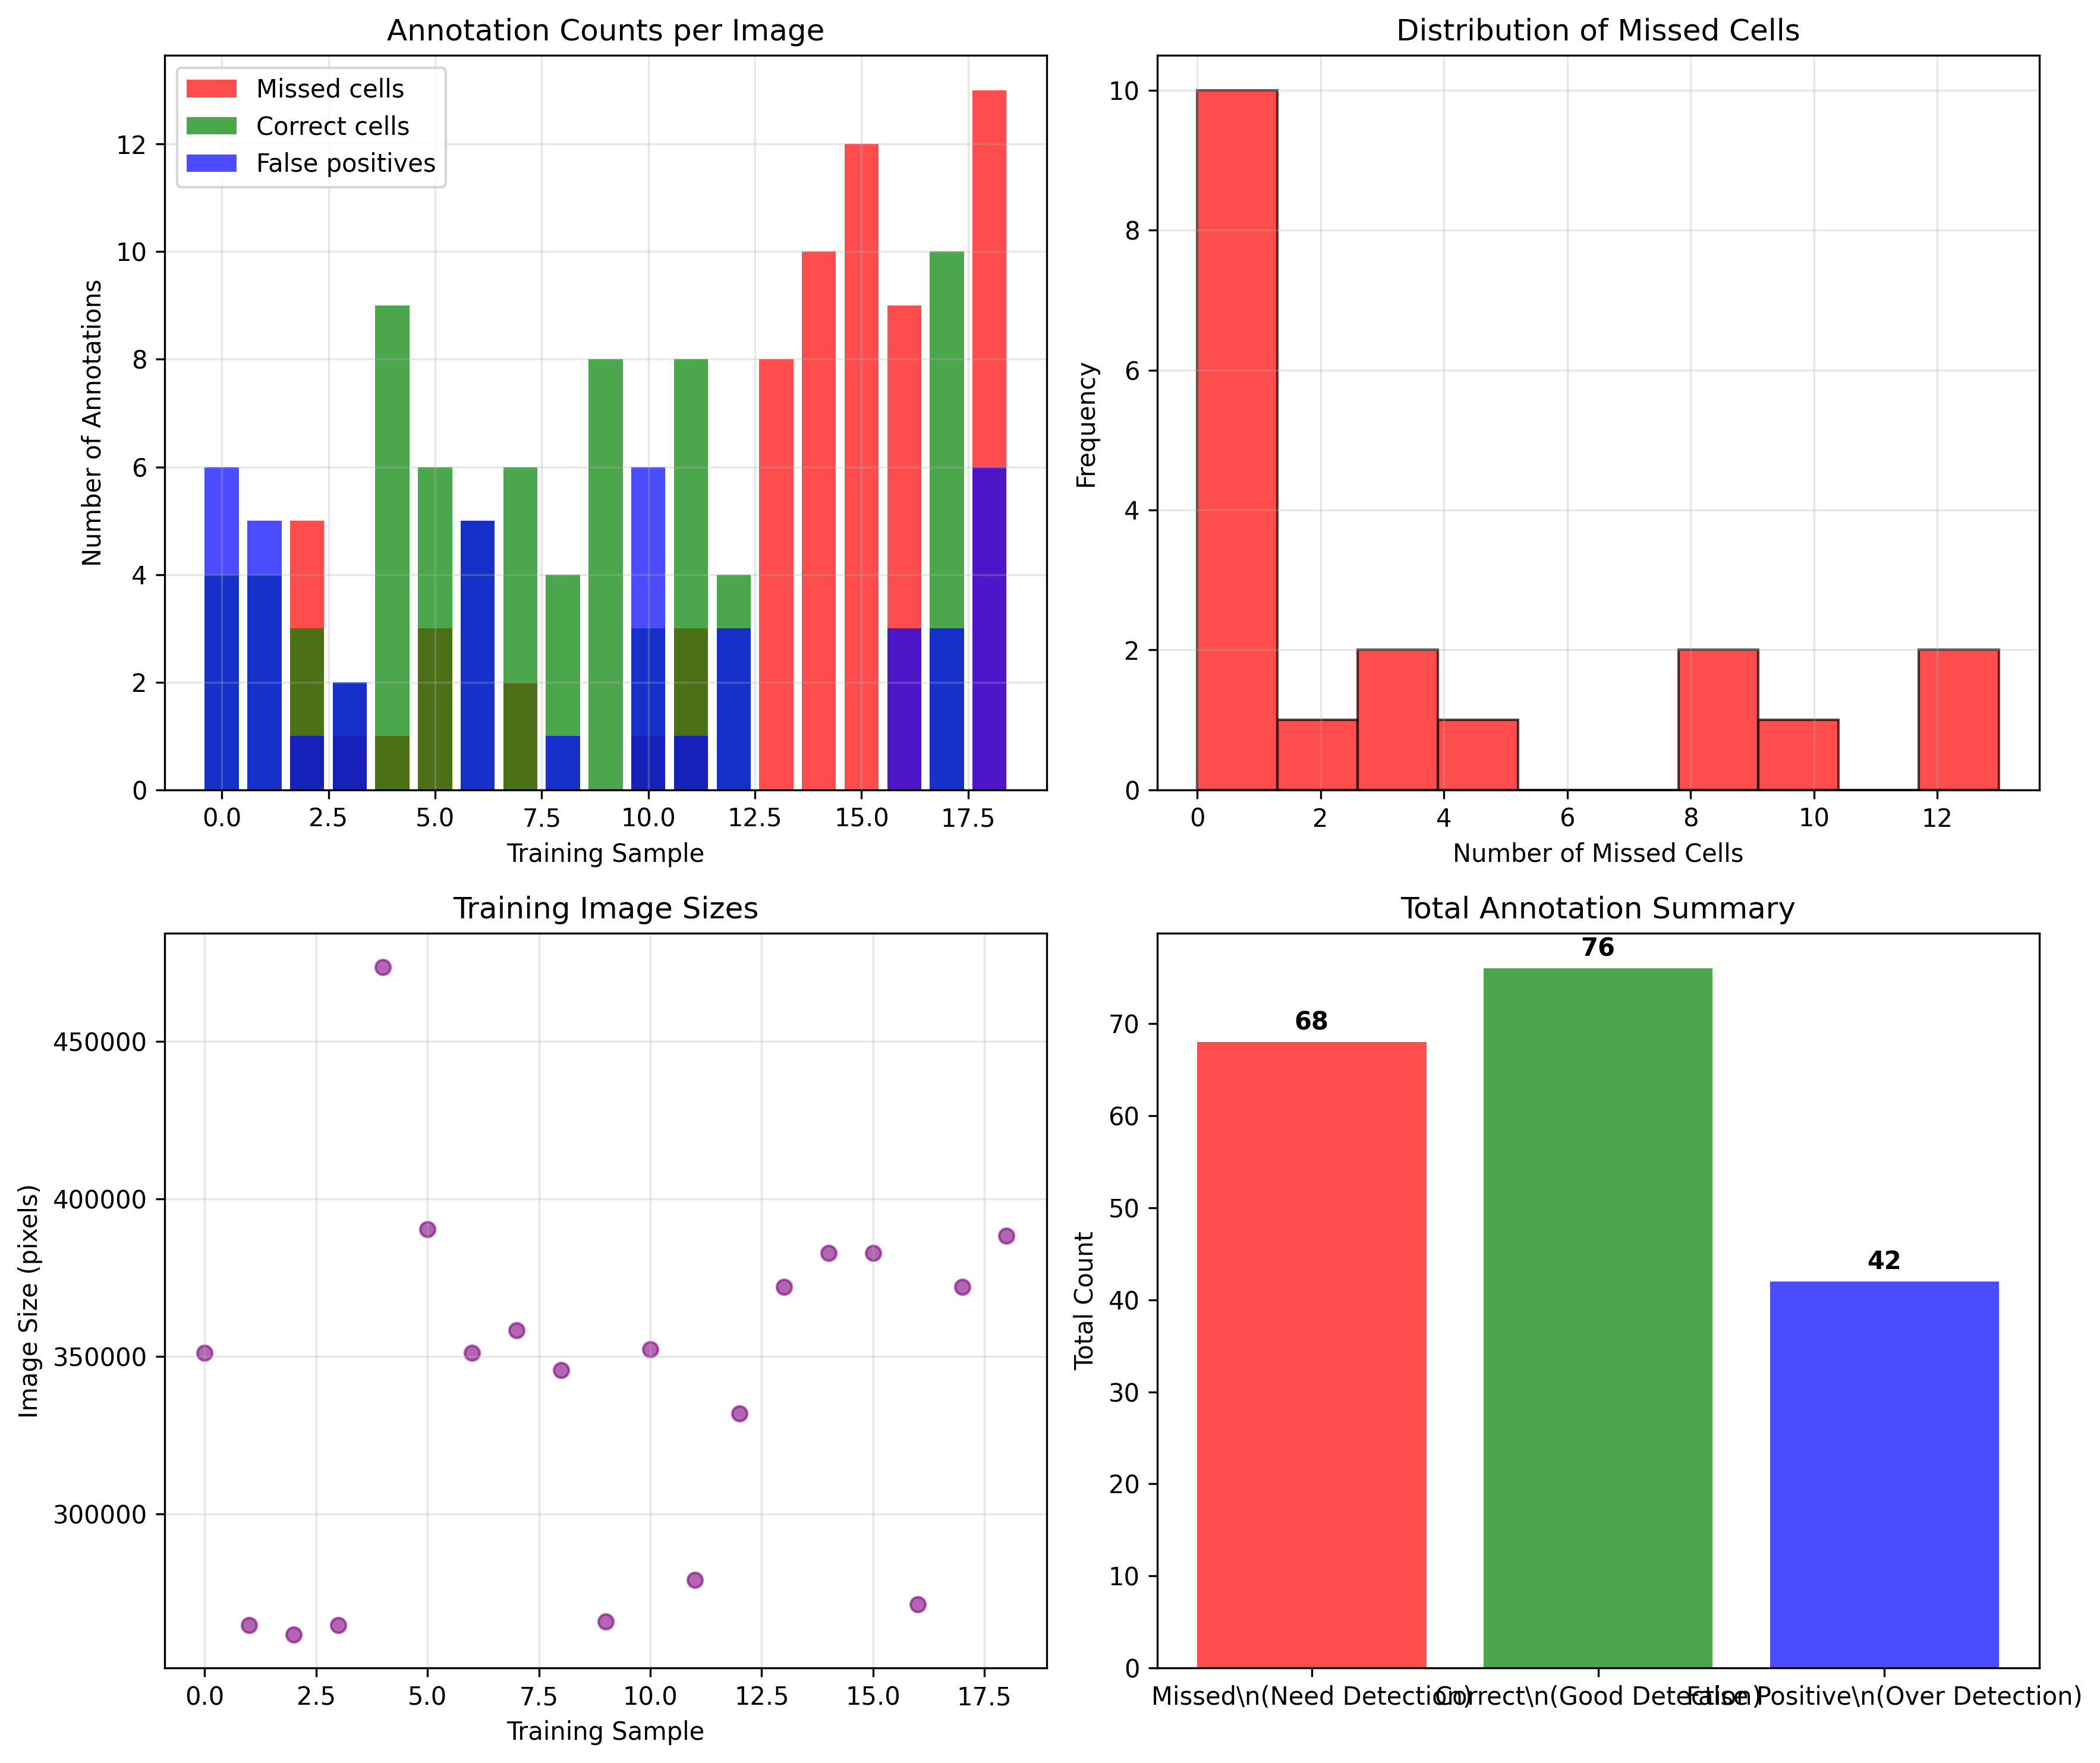 Annotation Counts per Image
Missed cells
Correct cells
False positives
Number of Annotations
12
10
8
6
4
2
0
0.0 2.5 5.0 7.5 10.0 12.5 15.0 17.5
Training Sample
Distribution of Missed Cells
Frequency
10
8
6
4
2
0
0 2 4 6 8 10 12
Number of Missed Cells
Training Image Sizes
Image Size (pixels)
450000
400000
350000
300000
0.0 2.5 5.0 7.5 10.0 12.5 15.0 17.5
Training Sample
Total Annotation Summary
Total Count
70
60
50
40
30
20
10
0
68
76
42
Missed\n(Need Detection)
Correct\n(Good Detection)
False Positive\n(Over Detection)